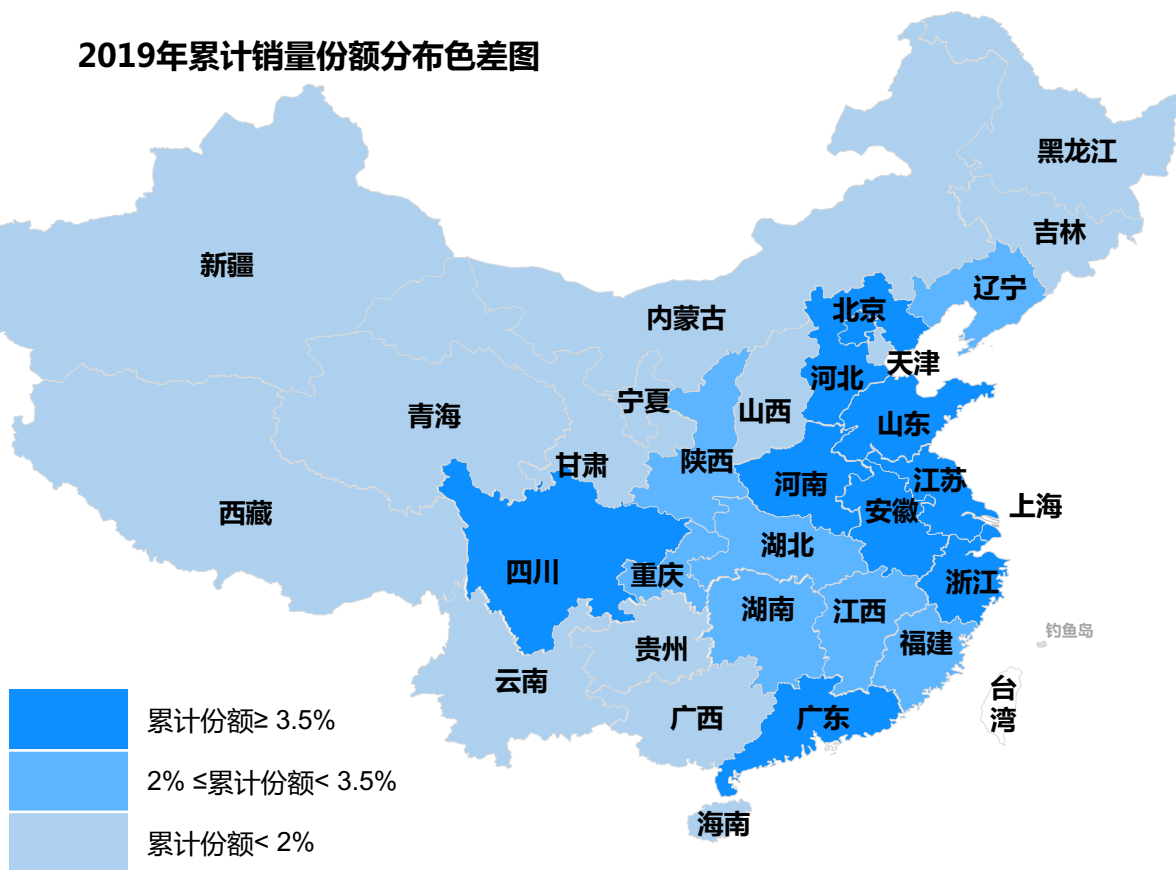 2019年累计销量份额分布色差图
黑龙江
吉林
新疆
辽宁
内蒙古
北京
天津
河北
宁夏
山西
青海
山东
陕西
甘肃
河南
江苏
安徽
上海
西藏
湖北
四川
重庆
浙江
湖南
江西
钓鱼岛
福建
贵州
云南
台
湾
广西
广东
累计份额≥ 3.5%
2% ≤累计份额< 3.5%
海南
累计份额< 2%